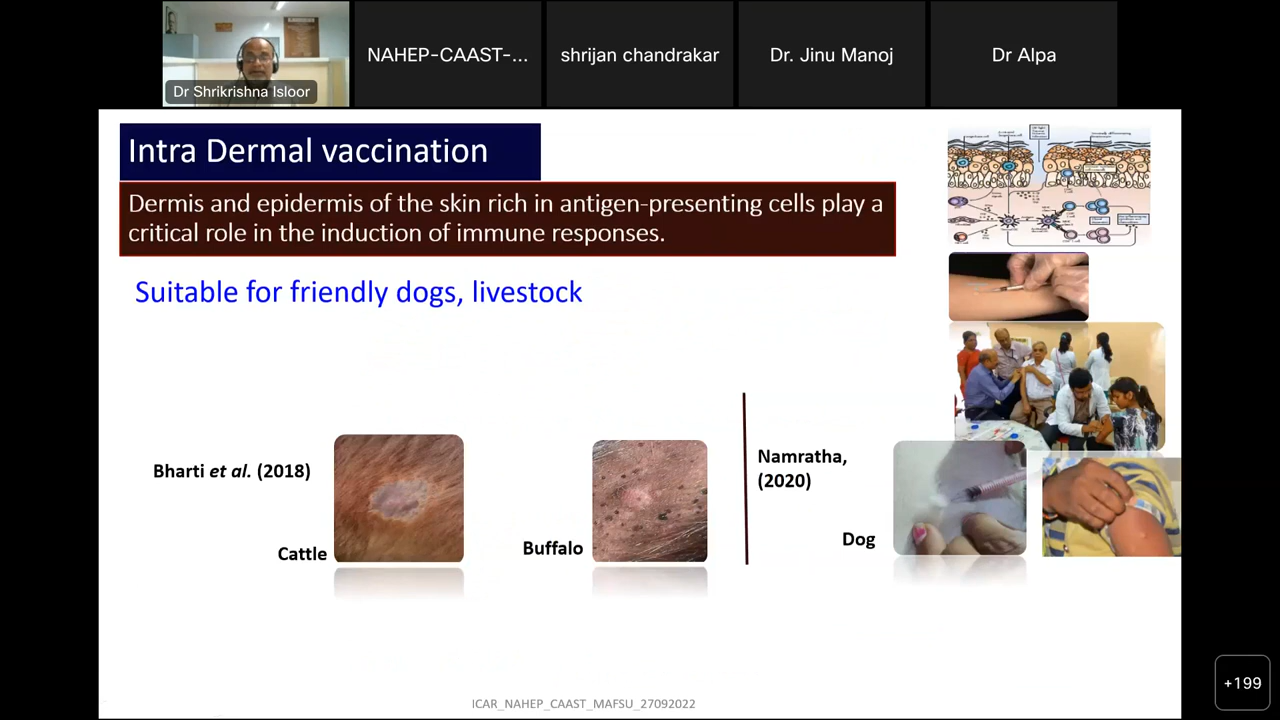 NAHEP-CAAST-...
shrijan chandrakar
Dr. Jinu Manoj
Dr Alpa
Dr Shrikrishna Isloor
Intra Dermal vaccination
Dermis and epidermis of the skin rich in antigen-presenting cells play a
critical role in the induction of immune responses.
Suitable for friendly dogs, livestock
Bharti et al. (2018)
Cattle
Buffalo
Namratha,
(2020)
Dog
+199
ICAR_NAHEP_CAAST_MAFSU_27092022